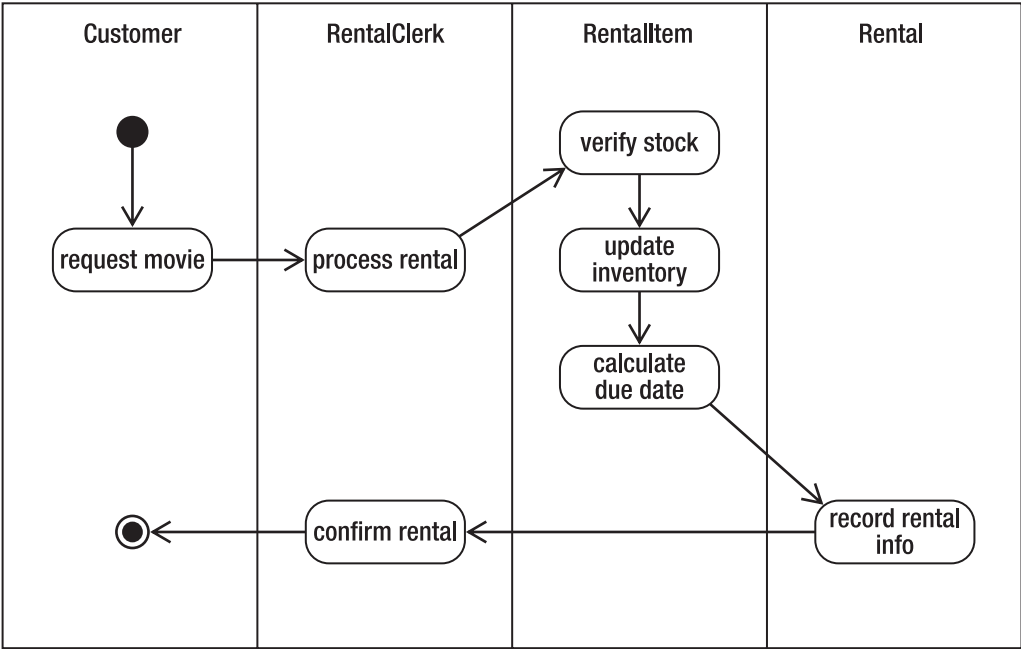 Customer
RentalClerk
RentalItem
Rental
verify stock
request movie
process rental
update
inventory
calculate
due date
confirm rental
record rental
info